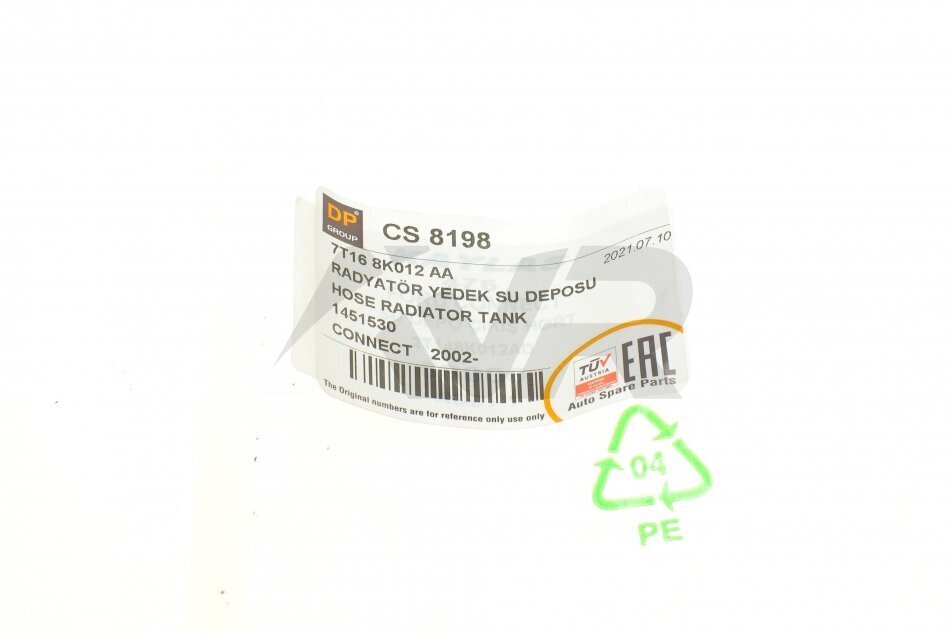 DP®
GROUP
CS 8198
2021.07.10
7T16 8K012 AA
RADYATÖR YEDEK SU DEPOSU
HOSE RADIATOR TANK
1451530
CONNECT 2002-
The Original numbers are for reference only use only
TÜV
AUSTRIA
EAC
Auto Spare Parts
04
PE